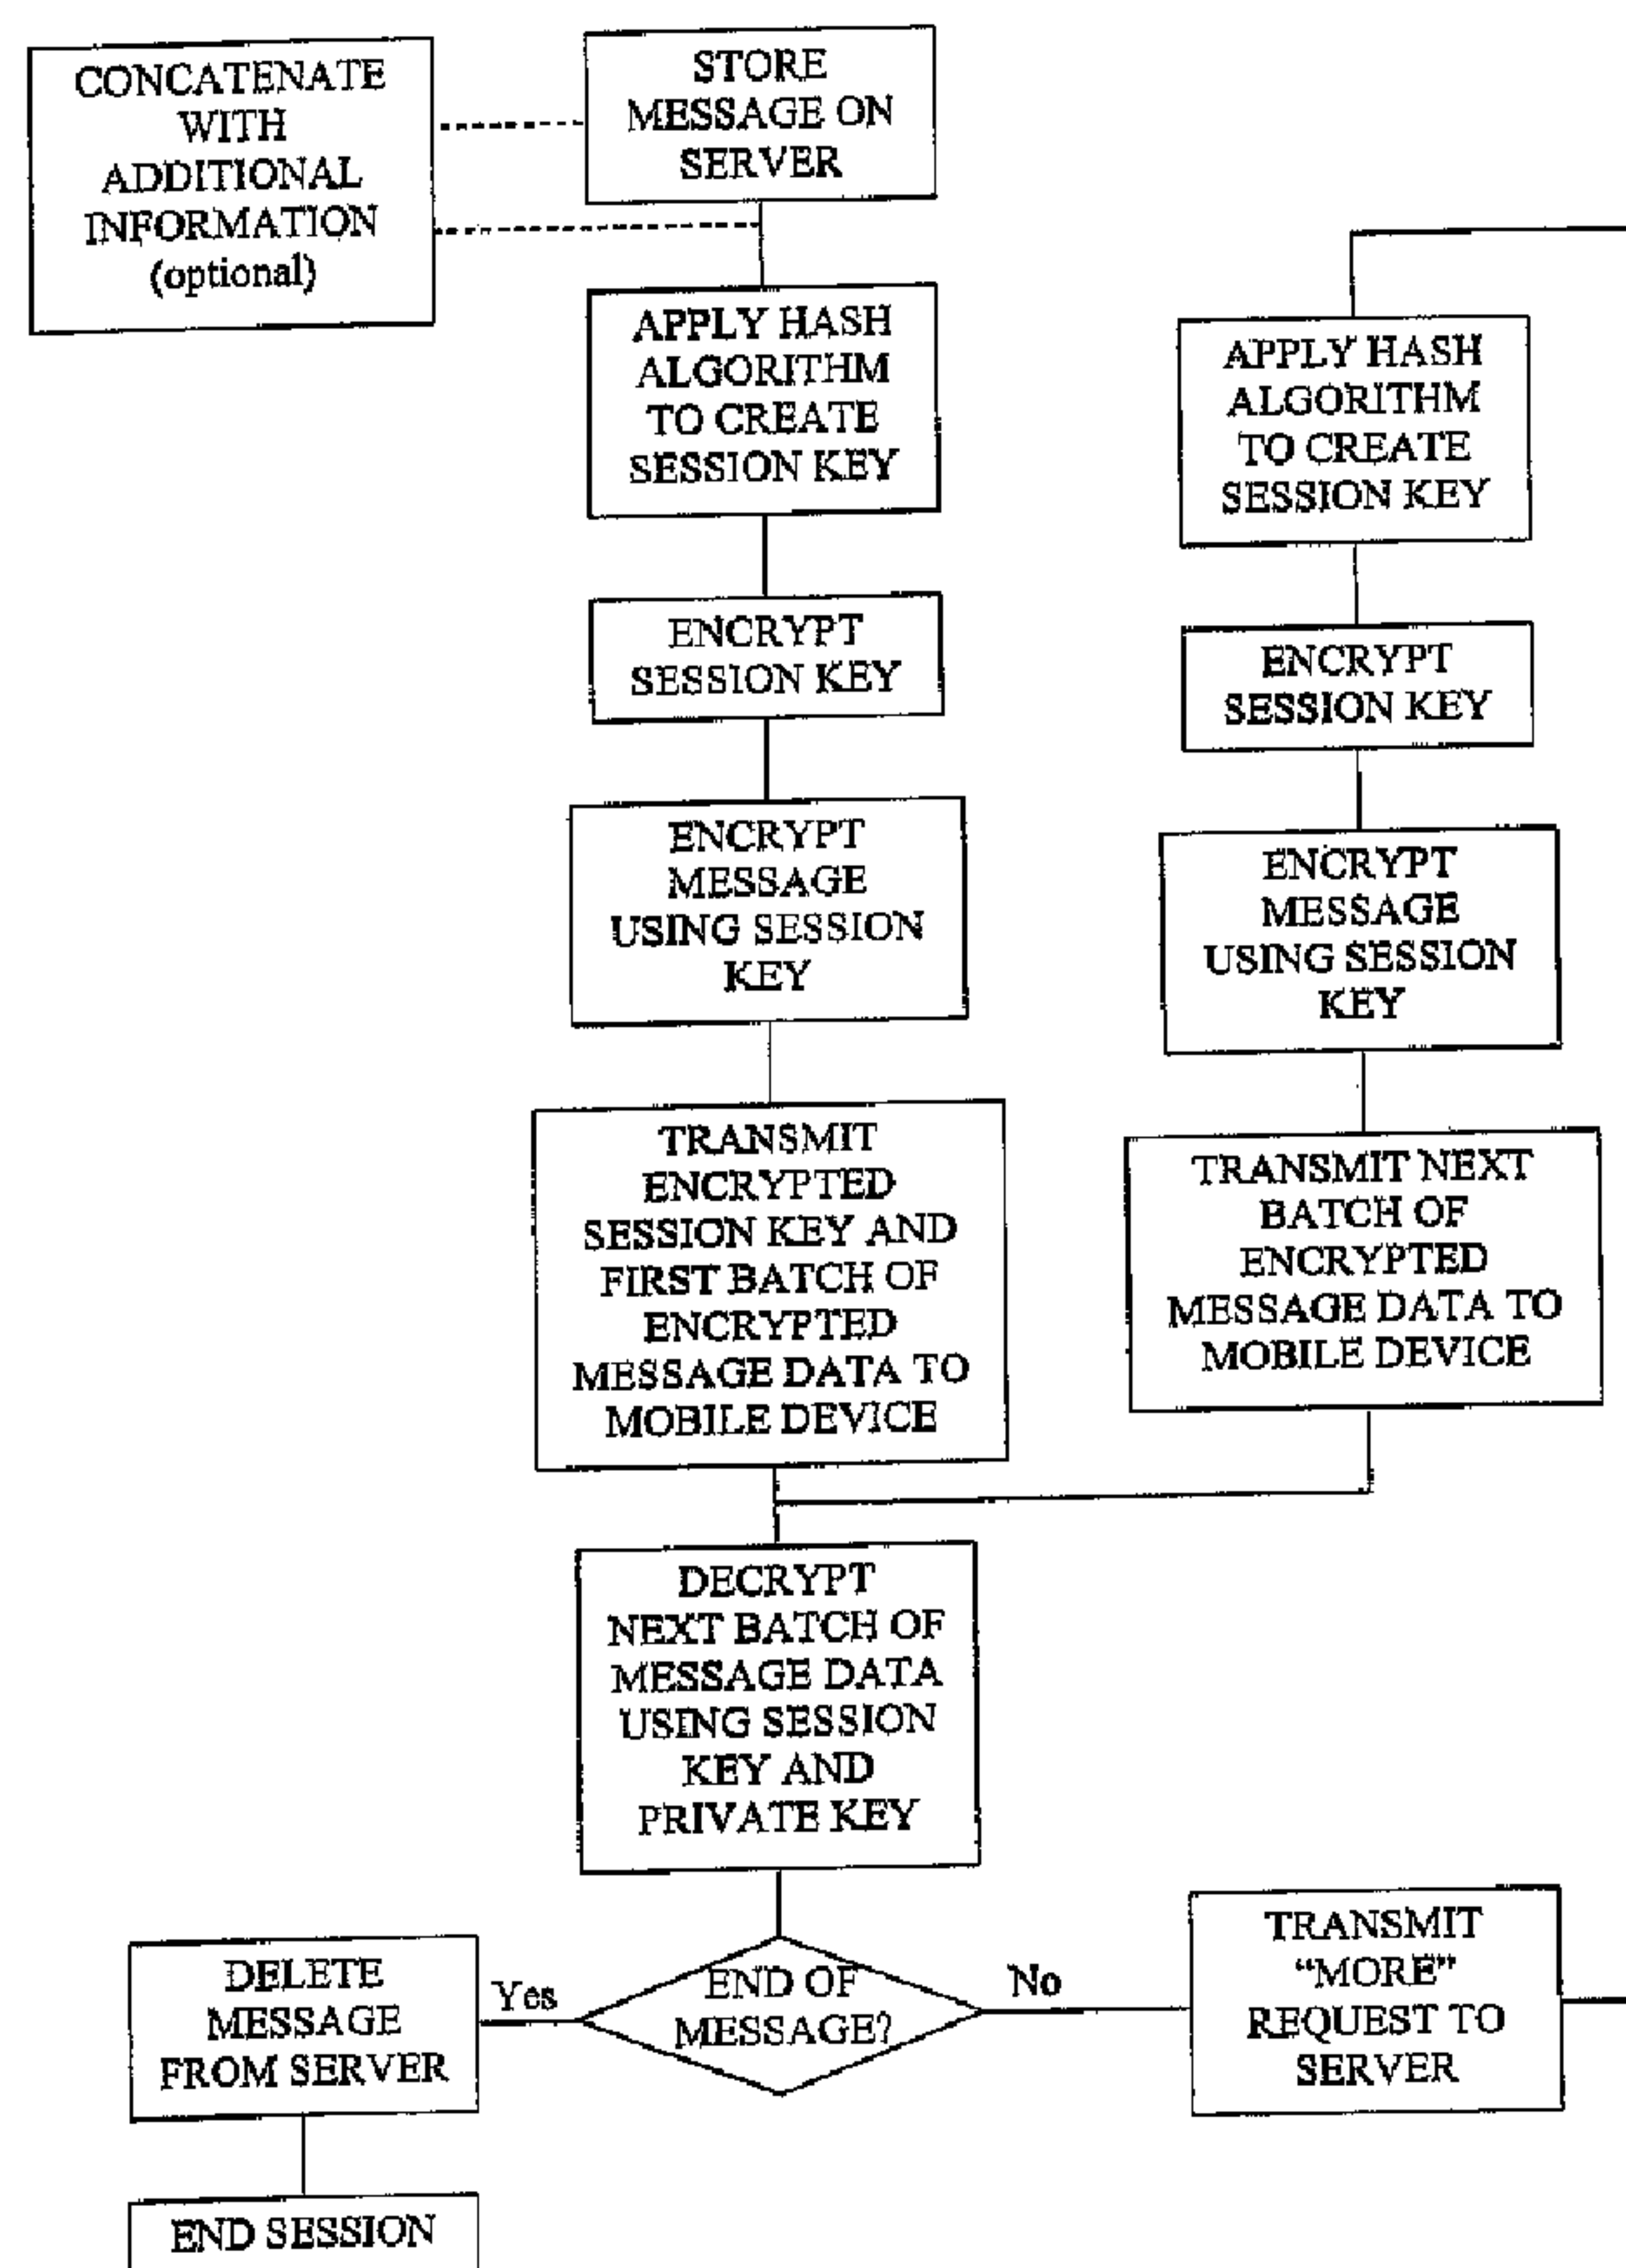 CONCATENATE
WITH
ADDITIONAL
INFORMATION
(optional)
STORE
MESSAGE ON
SERVER
APPLY HASH
ALGORITHM
TO CREATE
SESSION KEY
ENCRYPT
SESSION KEY
ENCRYPT
MESSAGE
USING SESSION
KEY
TRANSMIT
ENCRYPTED
SESSION KEY AND
FIRST BATCH OF
ENCRYPTED
MESSAGE DATA TO
MOBILE DEVICE
APPLY HASH
ALGORITHM
TO CREATE
SESSION KEY
ENCRYPT
SESSION KEY
ENCRYPT
MESSAGE
USING SESSION
KEY
TRANSMIT NEXT
BATCH OF
ENCRYPTED
MESSAGE DATA TO
MOBILE DEVICE
DECRYPT
NEXT BATCH OF
MESSAGE DATA
USING SESSION
KEY AND
PRIVATE KEY
END OF
MESSAGE?
Yes
No
DELETE
MESSAGE
FROM SERVER
TRANSMIT
“MORE”
REQUEST TO
SERVER
END SESSION